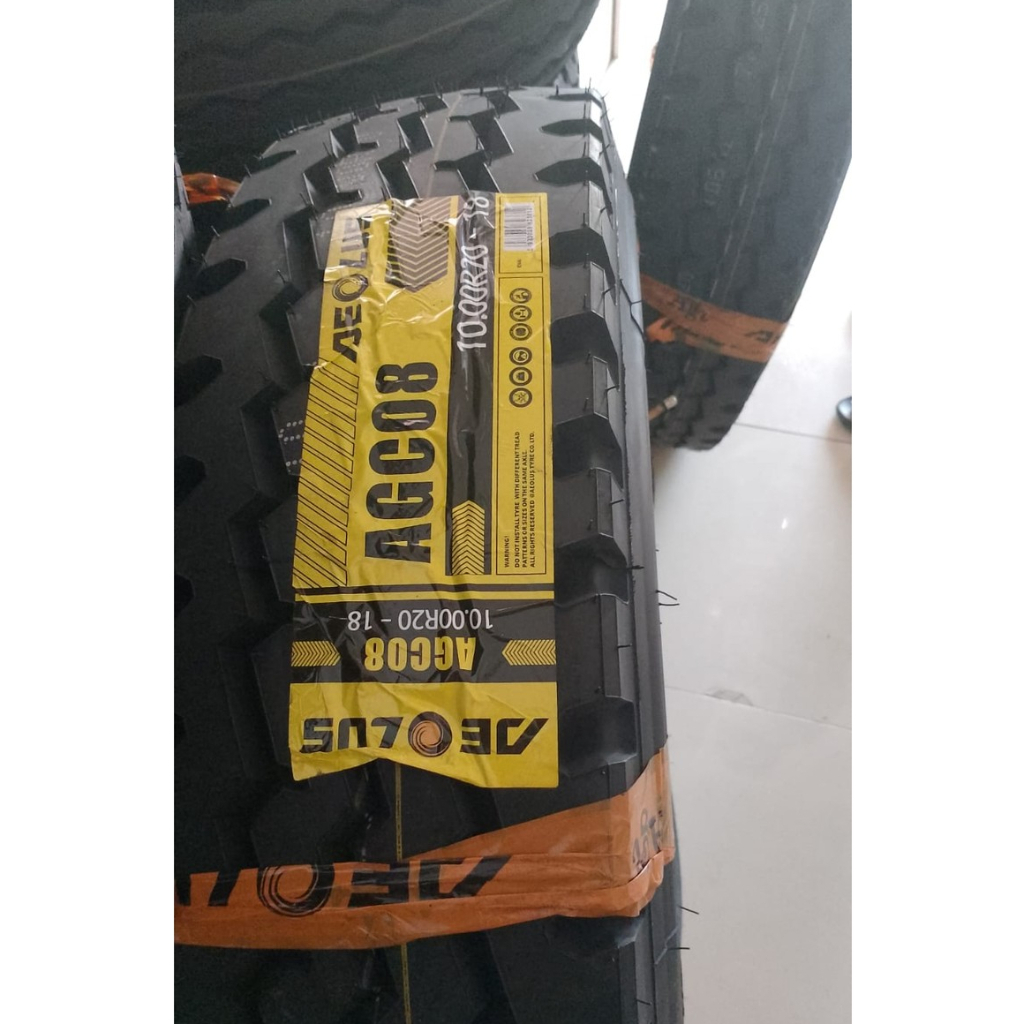 AEOLUS
AGC08
10.00R20 - 18
WARNING!
DO NOT INSTALL TYRE WITH DIFFERENT TREAD
PATTERNS OR SIZES ON THE SAME AXLE.
ALL RIGHTS RESERVED ©AEOLUS TYRE CO. LTD.
10.00R20 - 18
AGC08
AEOLUS
AEOL